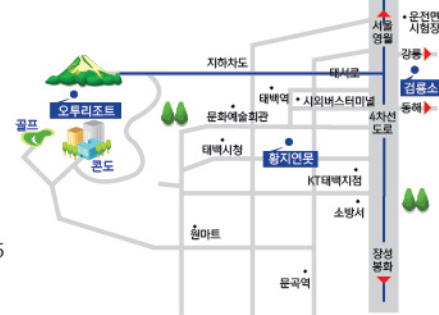 서울
영월
운전면
시험장
강릉
지하차도
태서로
검룡소
오투리조트
태백역
시외버스터미널
동해
문화예술회관
4차선
도로
골프
콘도
태백시청
황지연못
KT태백지점
소방서
원마트
장성
봉화
문곡역
5